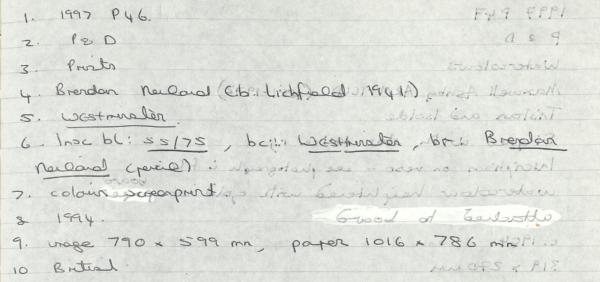 1. 1997 P46.
2. P & D
3. Prints
4. Brendan Neiland (b. Lichfield 1941).
5. Westminster.
6. Insc bl: 55/75, bc: Westminster, br: Brendan
Neiland (pencil)
7. colour screenprint
8 1994.
9. image 790 x 599 mm, paper 1016 x 786 mm
10 British